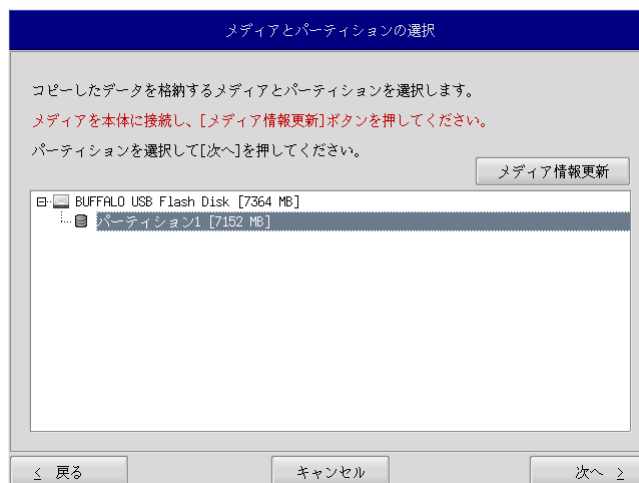 メディアとパーティションの選択
コピーしたデータを格納するメディアとパーティションを選択します。
メディアを本体に接続し、[メディア情報更新]ボタンを押してください。
パーティションを選択して[次へ]を押してください。
メディア情報更新
BUFFALO USB Flash Disk [7364 MB]
パーティション1 [7152 MB]
≤ 戻る
キャンセル
次へ ≥